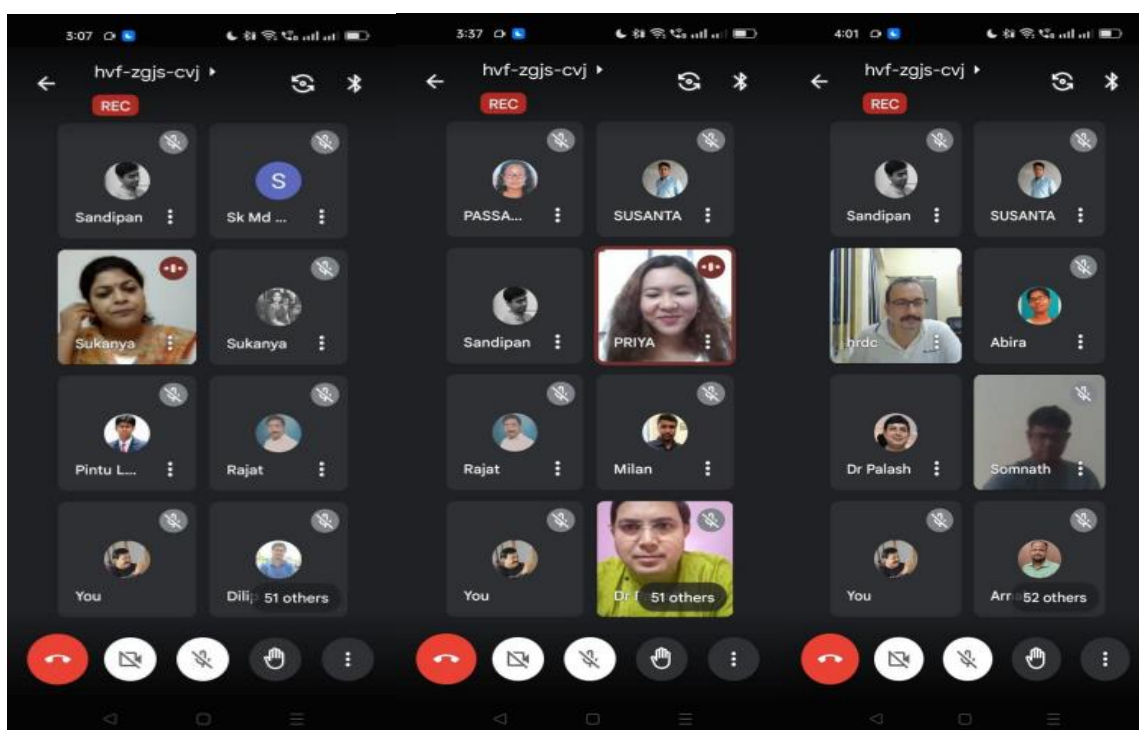 3:07
hvf-zgjs-cvj
REC
Sandipan
Sk Md ...
S
Sukanya
Sukanya
Pintu L...
Rajat
You
Dilip
51 others
3:37
hvf-zgjs-cvj
REC
PASSA...
SUSANTA
Sandipan
PRIYA
Rajat
Milan
You
Dr
51 others
4:01
hvf-zgjs-cvj
REC
Sandipan
SUSANTA
hrdc
Abira
Dr Palash
Somnath
You
52 others